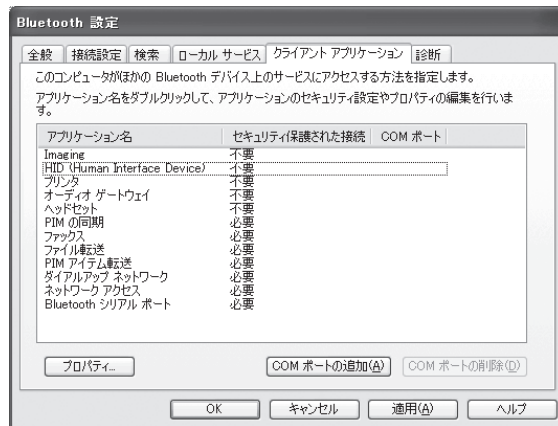 Bluetooth 設定
全般 接続設定 検索 ローカル サービス クライアント アプリケーション 診断
このコンピュータがほかの Bluetooth デバイス上のサービスにアクセスする方法を指定します。
アプリケーション名をダブルクリックして、アプリケーションのセキュリティ設定やプロパティの編集を行いま
す。
アプリケーション名 セキュリティ保護された接続 COM ポート
Imaging 不要
HID (Human Interface Device) 不要
プリンタ 不要
オーディオ ゲートウェイ 不要
ヘッドセット 不要
PIM の同期 必要
ファックス 必要
ファイル転送 必要
PIM アイテム転送 必要
ダイアルアップ ネットワーク 必要
ネットワーク アクセス 必要
Bluetooth シリアル ポート 必要
プロパティ... COM ポートの追加(A) COM ポートの削除(D)
OK キャンセル 適用(A) ヘルプ